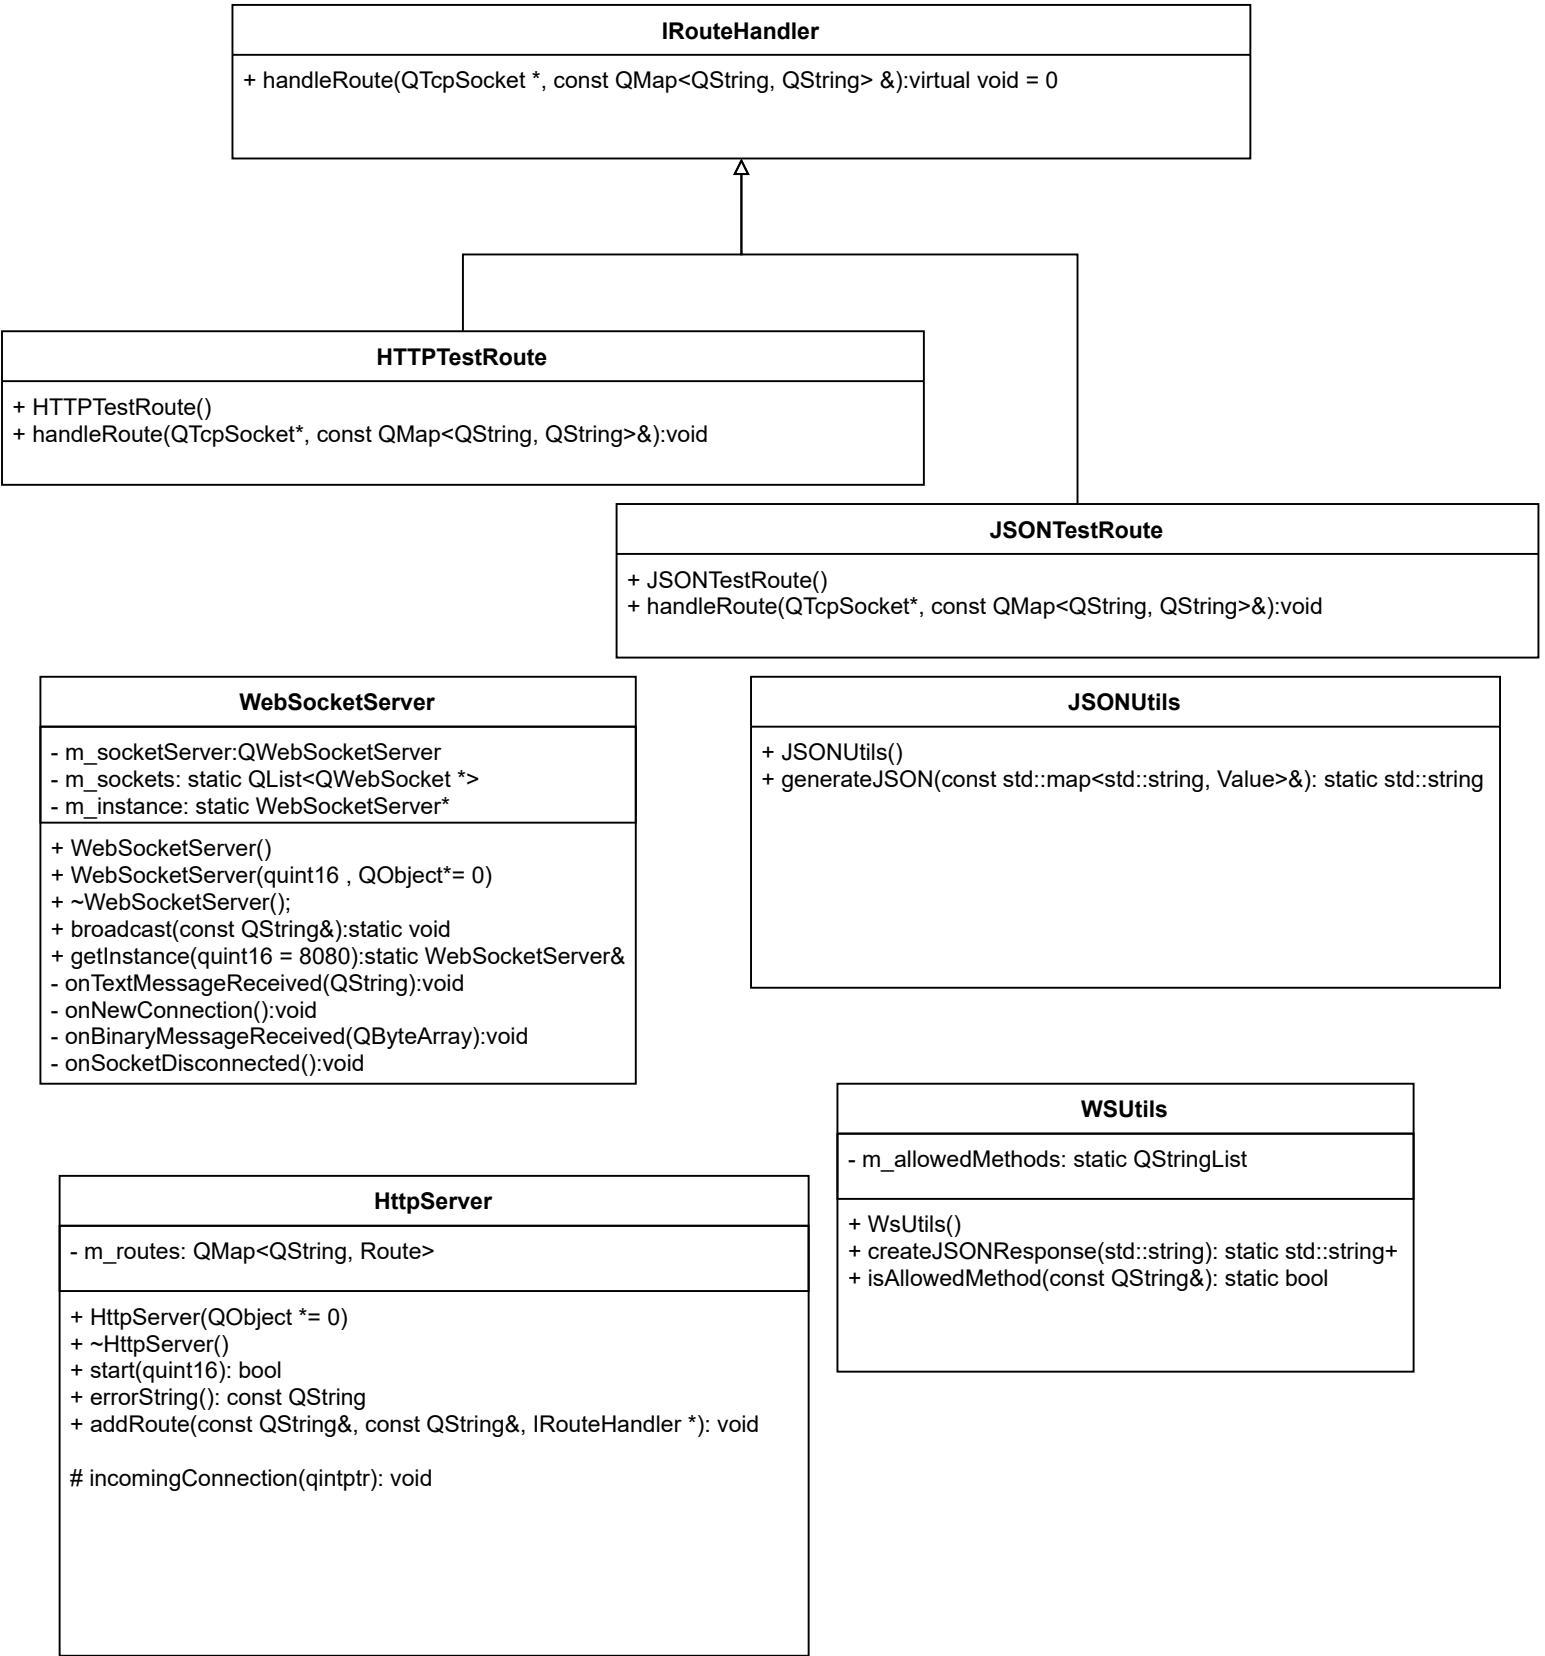 IRouteHandler
+ handleRoute(QTcpSocket *, const QMap<QString, QString> &):virtual void = 0
HTTPTestRoute
+ HTTPTestRoute()
+ handleRoute(QTcpSocket*, const QMap<QString, QString>&):void
JSONTestRoute
+ JSONTestRoute()
+ handleRoute(QTcpSocket*, const QMap<QString, QString>&):void
WebSocketServer
- m_socketServer:QWebSocketServer
- m_sockets: static QList<QWebSocket *>
- m_instance: static WebSocketServer*
+ WebSocketServer()
+ WebSocketServer(quint16 , QObject*= 0)
+ ~WebSocketServer();
+ broadcast(const QString&):static void
+ getInstance(quint16 = 8080):static WebSocketServer&
- onTextMessageReceived(QString):void
- onNewConnection():void
- onBinaryMessageReceived(QByteArray):void
- onSocketDisconnected():void
JSONUtils
+ JSONUtils()
+ generateJSON(const std::map<std::string, Value>&): static std::string
WSUtils
- m_allowedMethods: static QStringList
+ WsUtils()
+ createJSONResponse(std::string): static std::string+
+ isAllowedMethod(const QString&): static bool
HttpServer
- m_routes: QMap<QString, Route>
+ HttpServer(QObject *= 0)
+ ~HttpServer()
+ start(quint16): bool
+ errorString(): const QString
+ addRoute(const QString&, const QString&, IRouteHandler *): void
# incomingConnection(qintptr): void